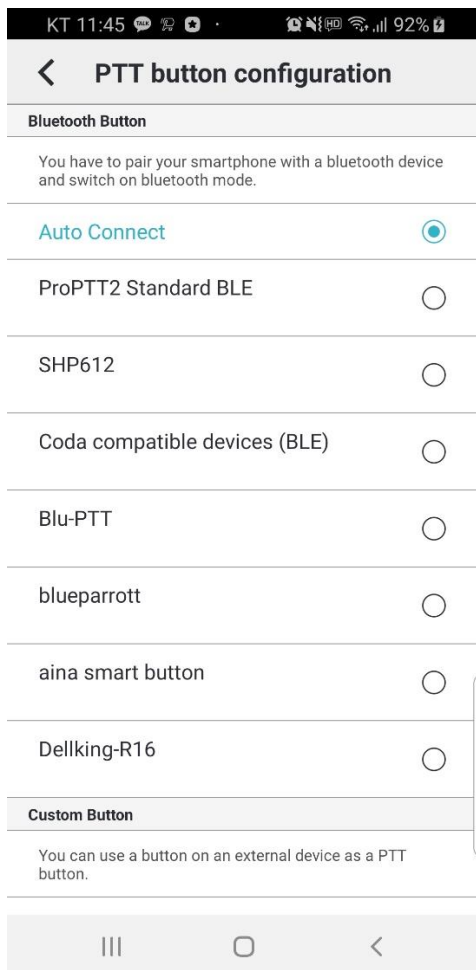 KT 11:45 TALK HD 92%
PTT button configuration
Bluetooth Button
You have to pair your smartphone with a bluetooth device
and switch on bluetooth mode.
Auto Connect
ProPTT2 Standard BLE
SHP612
Coda compatible devices (BLE)
Blu-PTT
blueparrott
aina smart button
Dellking-R16
Custom Button
You can use a button on an external device as a PTT
button.